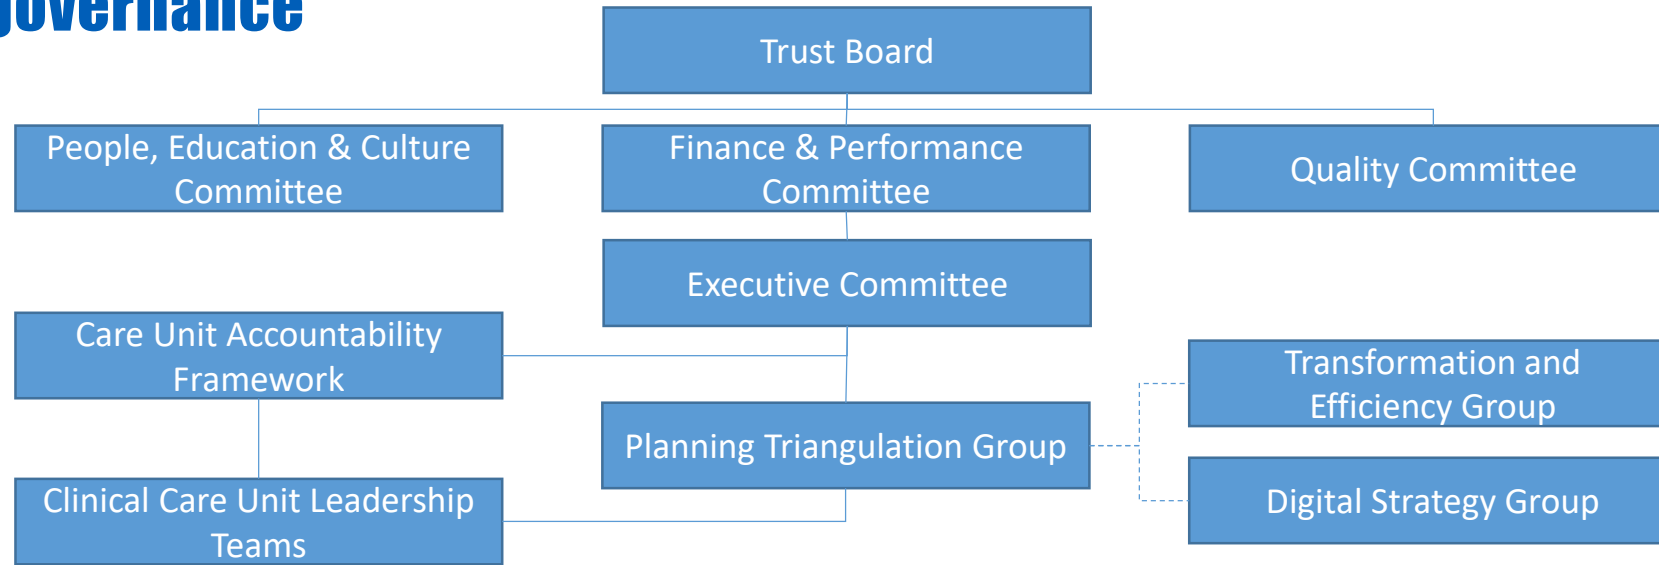 governance
Trust Board
People, Education & Culture
Committee
Finance & Performance
Committee
Quality Committee
Executive Committee
Care Unit Accountability
Framework
Transformation and
Efficiency Group
Planning Triangulation Group
Clinical Care Unit Leadership
Teams
Digital Strategy Group